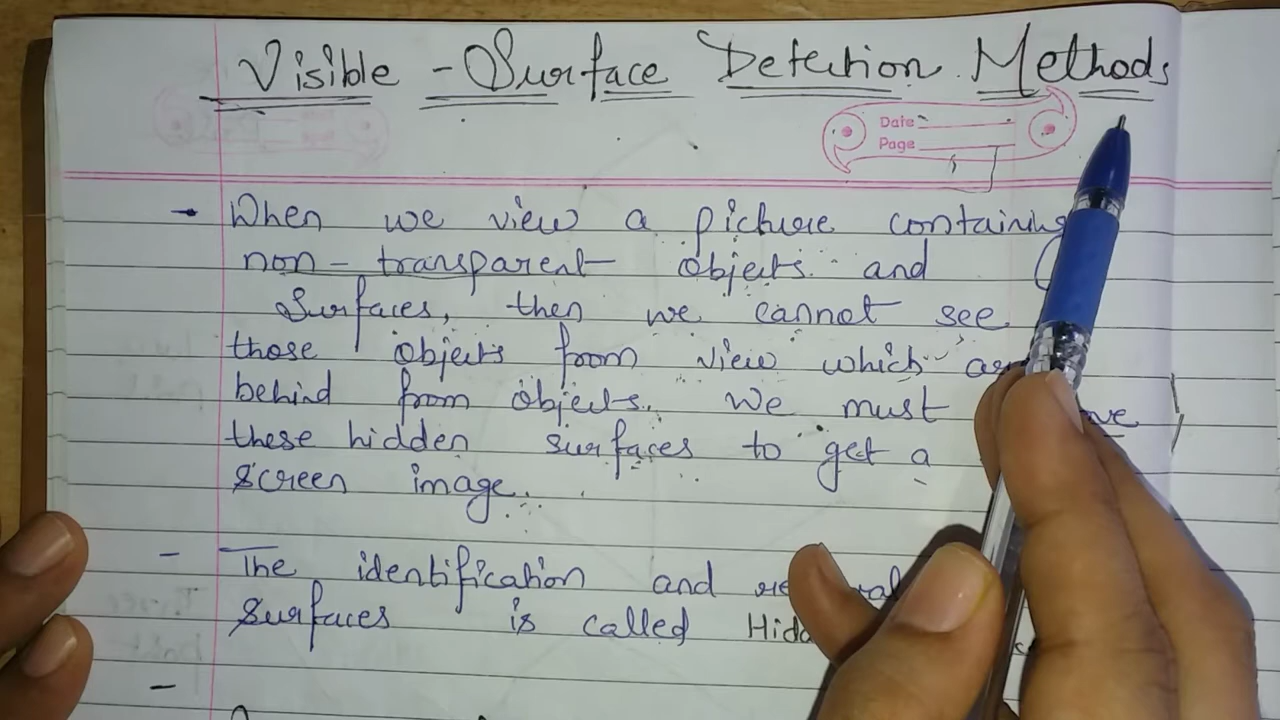 Visible - Surface Detection Methods
Date
Page
- When we view a picture containing
non-transparent objects and
Surfaces, then we cannot see
those objects from view which
behind from objects. We must
these hidden surfaces to get a
screen image.
- The identification and
surfaces is called
-